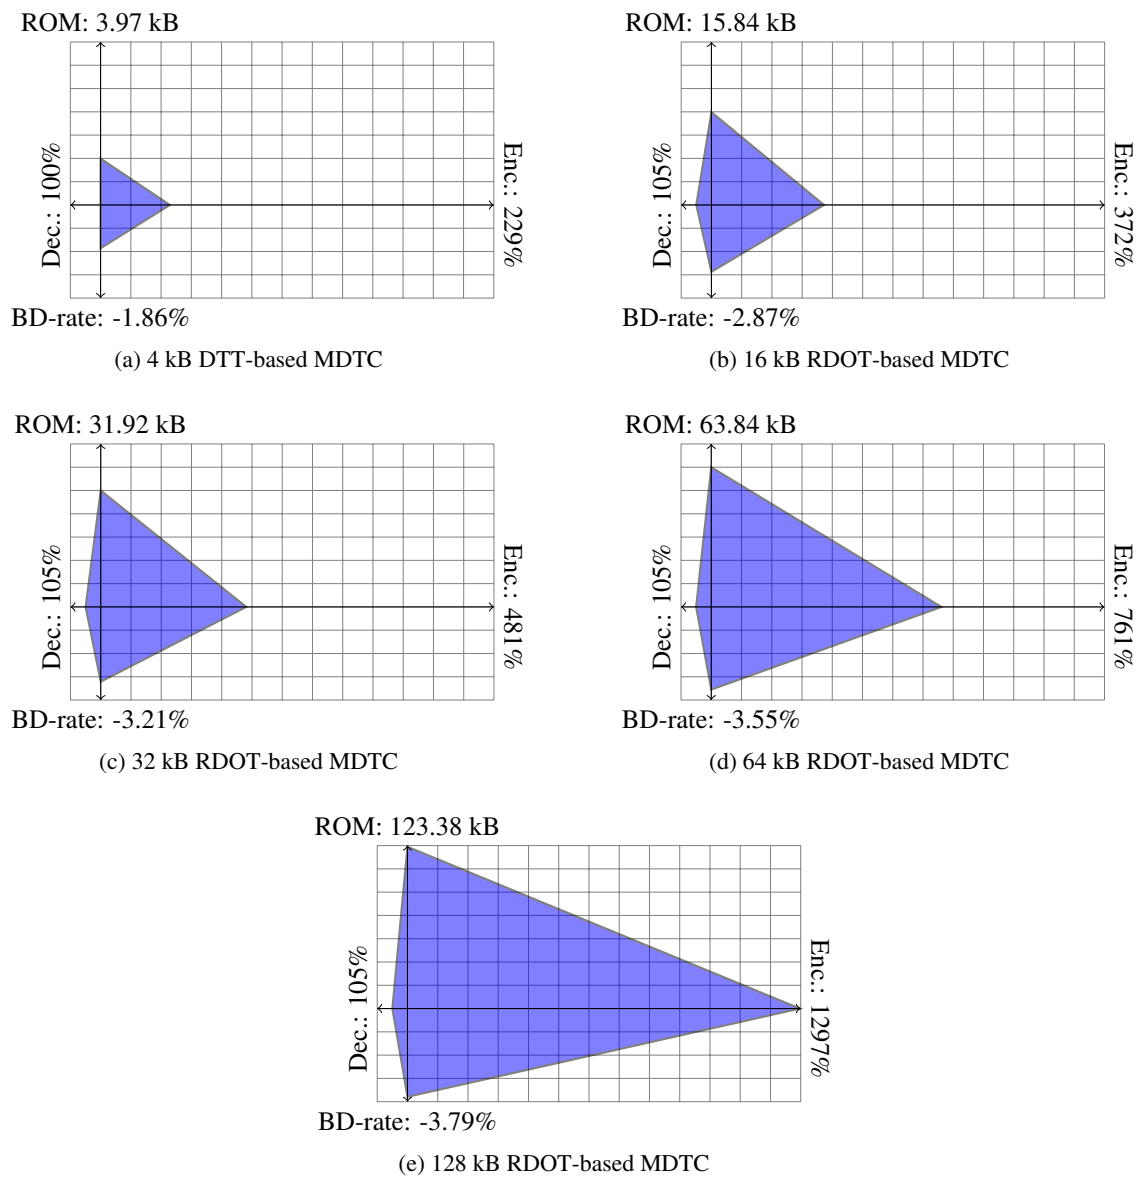 ROM: 3.97 kB
Dec.: 100%
Enc.: 229%
BD-rate: -1.86%
(a) 4 kB DTT-based MDTC
ROM: 15.84 kB
Dec.: 105%
Enc.: 372%
BD-rate: -2.87%
(b) 16 kB RDOT-based MDTC
ROM: 31.92 kB
Dec.: 105%
Enc.: 481%
BD-rate: -3.21%
(c) 32 kB RDOT-based MDTC
ROM: 63.84 kB
Dec.: 105%
Enc.: 761%
BD-rate: -3.55%
(d) 64 kB RDOT-based MDTC
ROM: 123.38 kB
Dec.: 105%
Enc.: 1297%
BD-rate: -3.79%
(e) 128 kB RDOT-based MDTC